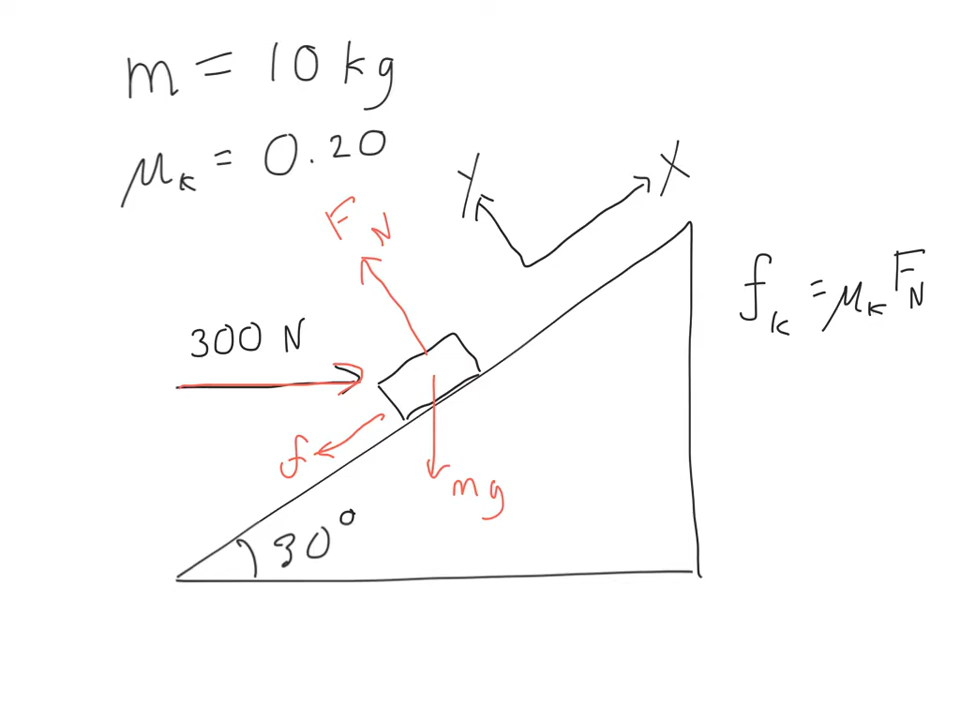 m = 10 kg
μk = 0.20
Y
X
FN
fk = μk FN
300 N
f
mg
30°